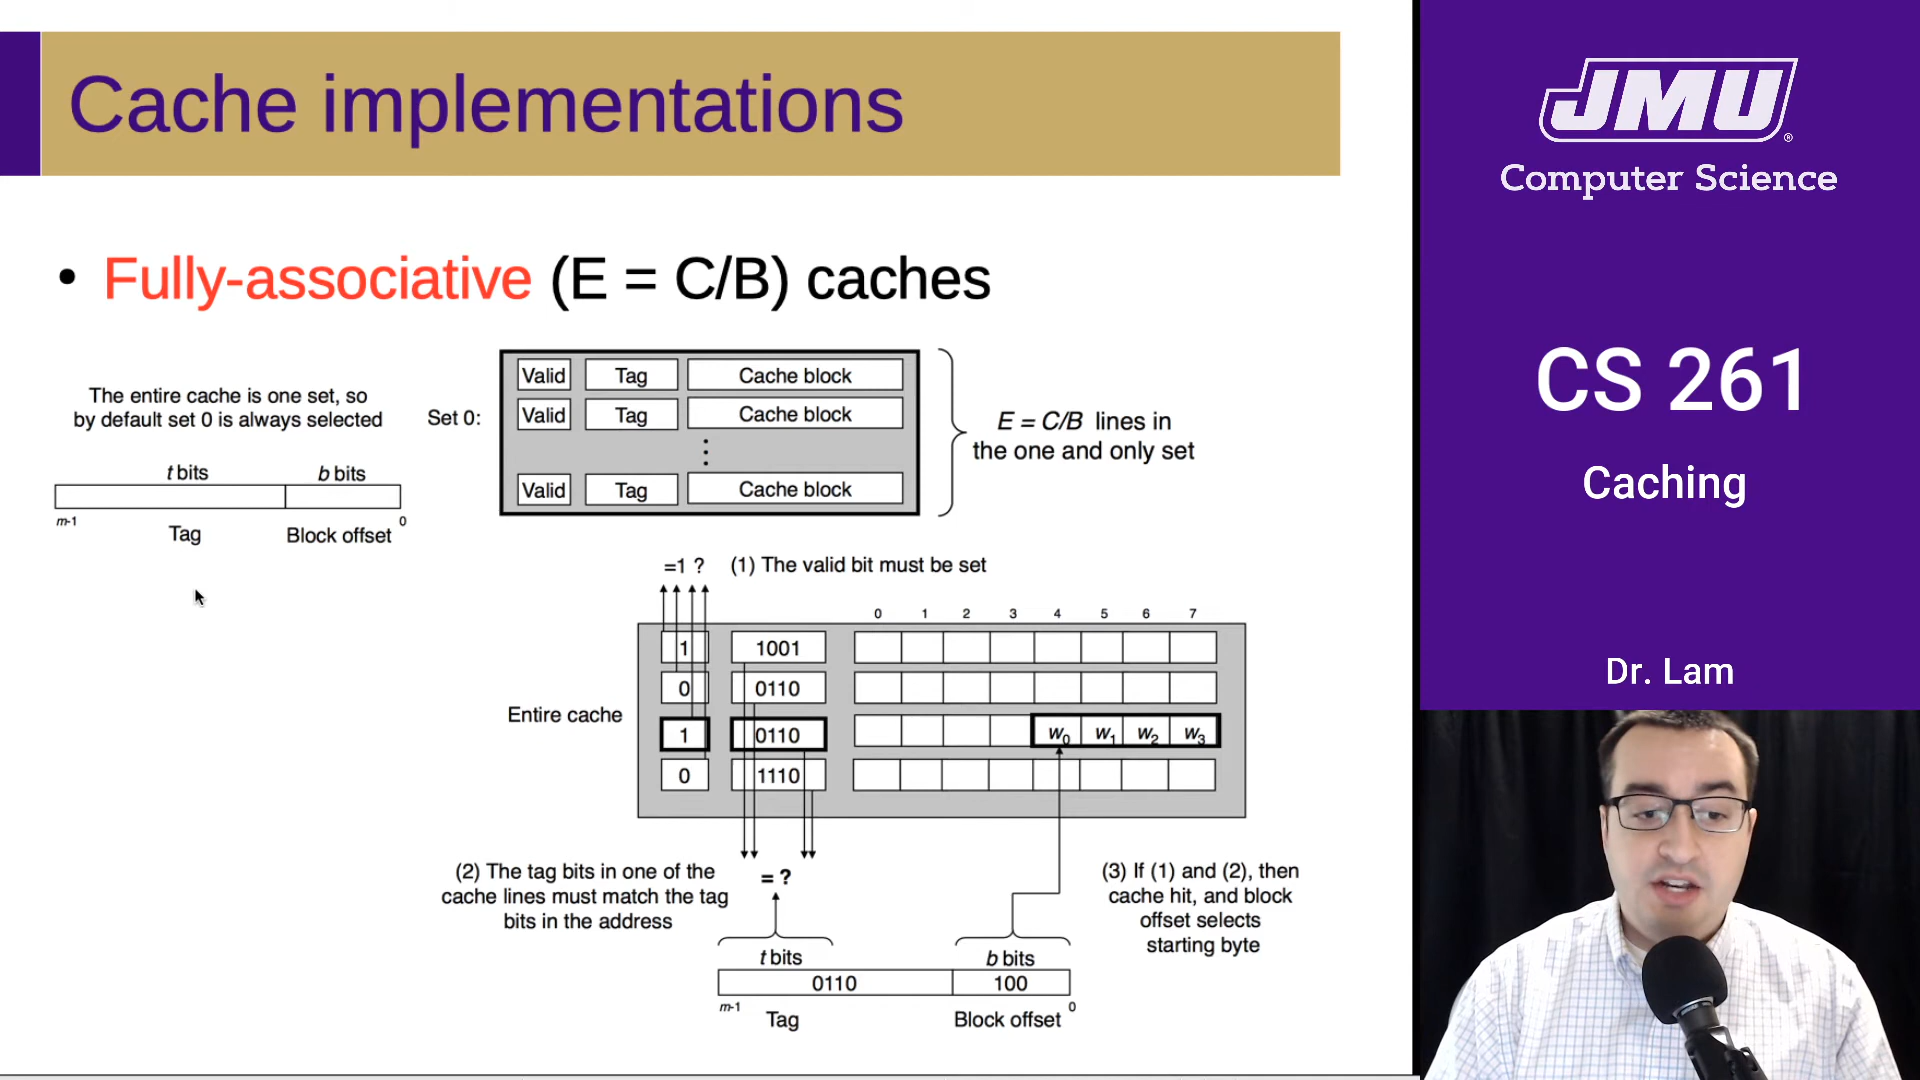 Cache implementations
• Fully-associative (E = C/B) caches
The entire cache is one set, so
by default set 0 is always selected
t bits b bits
m-1 0
Tag Block offset
Set 0:
Valid Tag Cache block
Valid Tag Cache block
⋮
Valid Tag Cache block
E = C/B lines in
the one and only set
=1 ? (1) The valid bit must be set
0 1 2 3 4 5 6 7
1 1001
0 0110
Entire cache
1 0110 w0 w1 w2 w3
0 1110
(2) The tag bits in one of the
cache lines must match the tag
bits in the address
= ?
(3) If (1) and (2), then
cache hit, and block
offset selects
starting byte
t bits b bits
0110 100
m-1 0
Tag Block offset
JMU®
Computer Science
CS 261
Caching
Dr. Lam